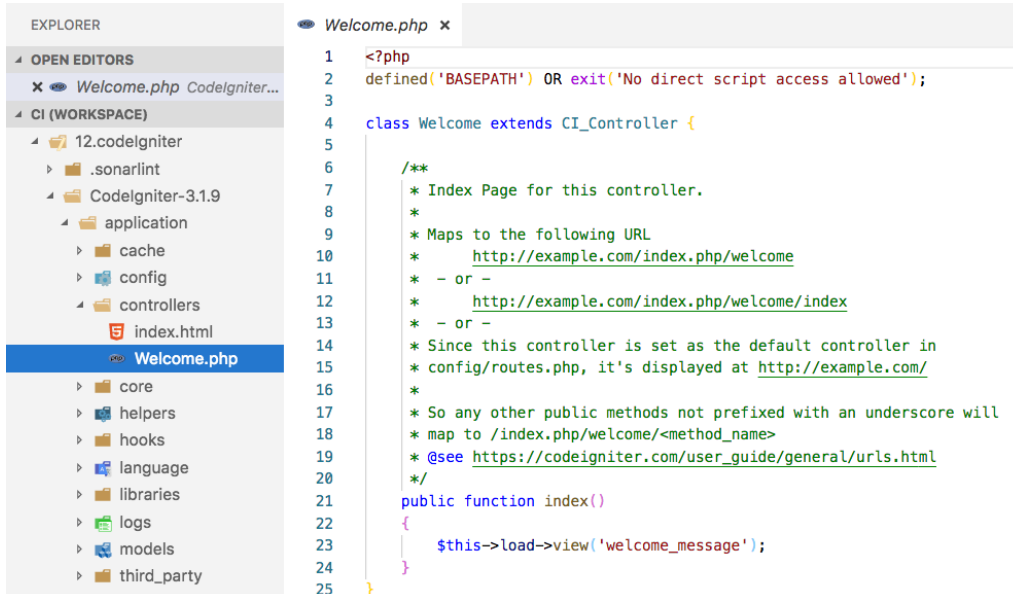 EXPLORER
OPEN EDITORS
Welcome.php CodeIgniter...
CI (WORKSPACE)
12.codeIgniter
.sonarlint
CodeIgniter-3.1.9
application
cache
config
controllers
index.html
Welcome.php
core
helpers
hooks
language
libraries
logs
models
third_party
Welcome.php
1 <?php
2 defined('BASEPATH') OR exit('No direct script access allowed');
3
4 class Welcome extends CI_Controller {
5
6 /**
7 * Index Page for this controller.
8 *
9 * Maps to the following URL
10 * http://example.com/index.php/welcome
11 * - or -
12 * http://example.com/index.php/welcome/index
13 * - or -
14 * Since this controller is set as the default controller in
15 * config/routes.php, it's displayed at http://example.com/
16 *
17 * So any other public methods not prefixed with an underscore will
18 * map to /index.php/welcome/<method_name>
19 * @see https://codeigniter.com/user_guide/general/urls.html
20 */
21 public function index()
22 {
23 $this->load->view('welcome_message');
24 }
25 }